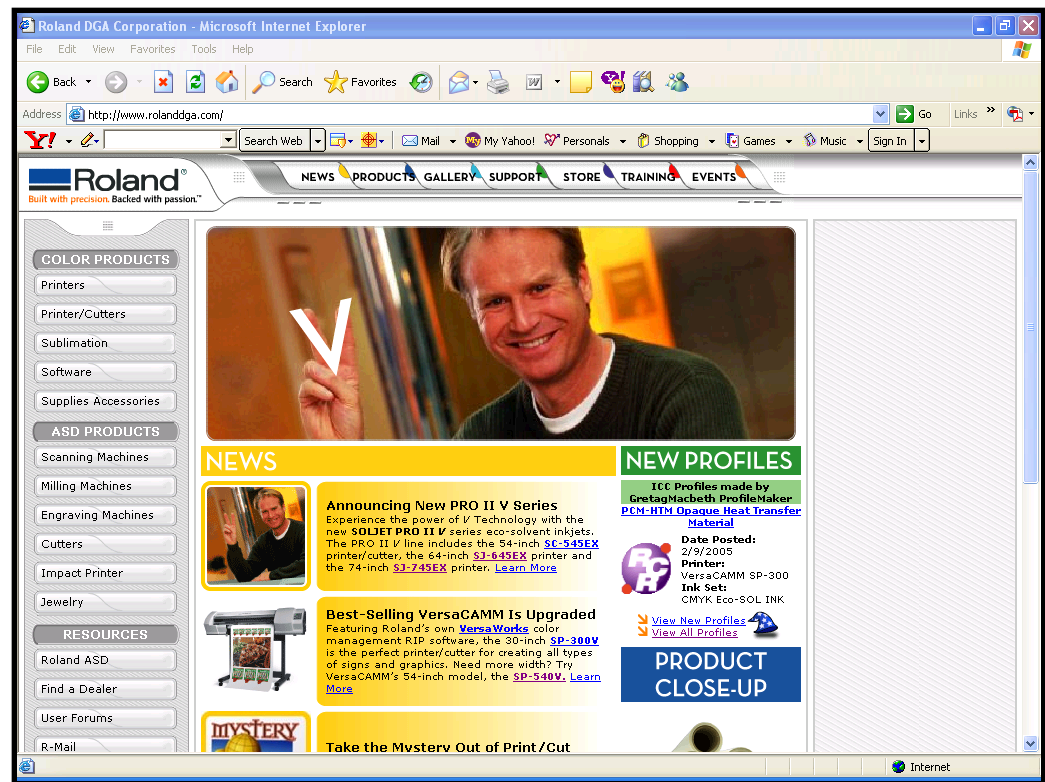 Roland DGA Corporation - Microsoft Internet Explorer
File Edit View Favorites Tools Help
Back Search Favorites
Address http://www.rolanddga.com/ Go Links »
Y! Search Web Mail My Yahoo! Personals Shopping Games Music Sign In
Roland®
Built with precision. Backed with passion.™
NEWS PRODUCTS GALLERY SUPPORT STORE TRAINING EVENTS
COLOR PRODUCTS
Printers
Printer/Cutters
Sublimation
Software
Supplies Accessories
ASD PRODUCTS
Scanning Machines
Milling Machines
Engraving Machines
Cutters
Impact Printer
Jewelry
RESOURCES
Roland ASD
Find a Dealer
User Forums
R-Mail
V
NEWS
Announcing New PRO II V Series
Experience the power of V Technology with the
new SOLJET PRO II V series eco-solvent inkjets.
The PRO II V line includes the 54-inch SC-545EX
printer/cutter, the 64-inch SJ-645EX printer and
the 74-inch SJ-745EX printer. Learn More
Best-Selling VersaCAMM Is Upgraded
Featuring Roland's own VersaWorks color
management RIP software, the 30-inch SP-300V
is the perfect printer/cutter for creating all types
of signs and graphics. Need more width? Try
VersaCAMM's 54-inch model, the SP-540V. Learn
More
MYSTERY
Take the Mystery Out of Print/Cut
NEW PROFILES
ICC Profiles made by
GretagMacbeth ProfileMaker
PCM-HTM Opaque Heat Transfer
Material
Date Posted:
2/9/2005
Printer:
VersaCAMM SP-300
Ink Set:
CMYK Eco-SOL INK
View New Profiles
View All Profiles
PRODUCT
CLOSE-UP
Internet